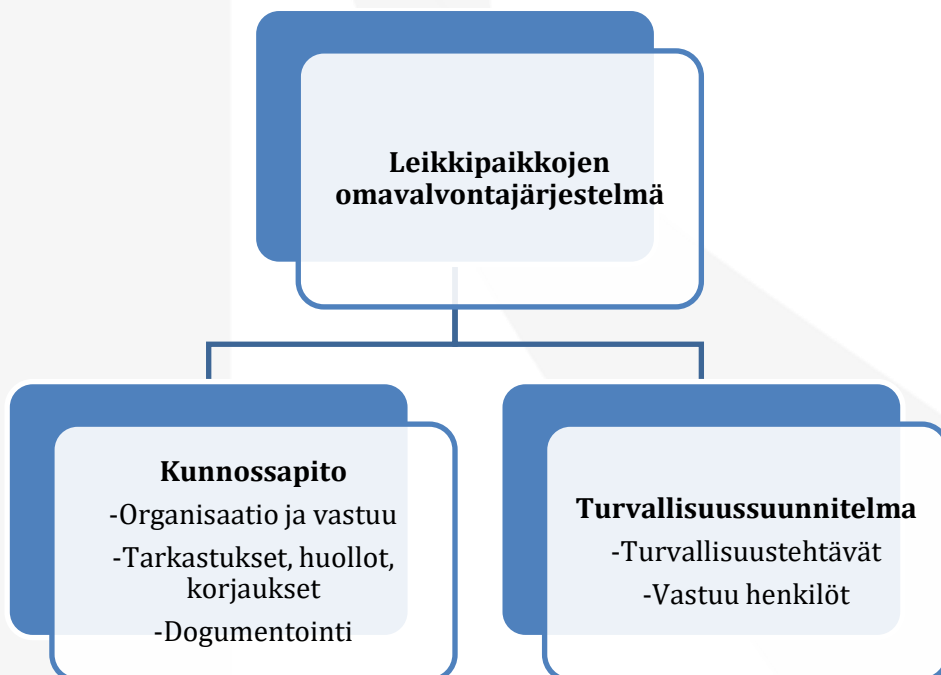 Leikkipaikkojen
omavalvontajärjestelmä
Kunnossapito
-Organisaatio ja vastuu
-Tarkastukset, huollot,
korjaukset
-Dogumentointi
Turvallisuussuunnitelma
-Turvallisuustehtävät
-Vastuu henkilöt